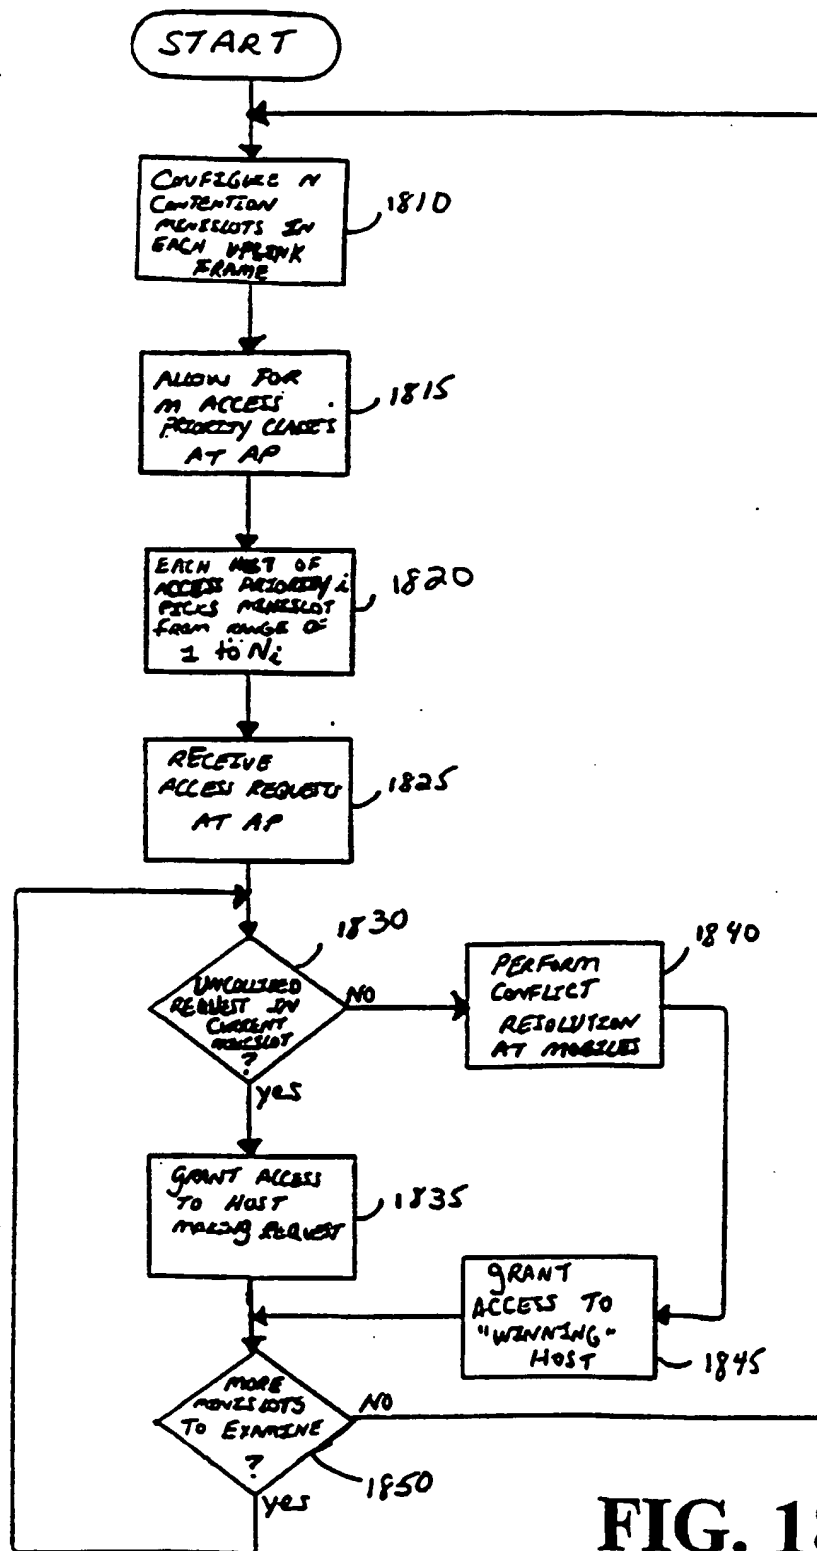 START
CONFIGURE N
CONTENTION
MINISLOTS IN
EACH UPLINK
FRAME
1810
ALLOW FOR
M ACCESS
PRIORITY CLASSES
AT AP
1815
EACH HOST OF
ACCESS PRIORITY i
PICKS MINISLOT
FROM RANGE OF
1 to Ni
1820
RECEIVE
ACCESS REQUESTS
AT AP
1825
UNCOLLIDED
REQUEST IN
CURRENT
MINISLOT
?
1830
NO
yes
PERFORM
CONFLICT
RESOLUTION
AT MOBILES
1840
GRANT ACCESS
TO HOST
MAKING REQUEST
1835
GRANT
ACCESS TO
"WINNING"
HOST
1845
MORE
MINISLOTS
TO EXAMINE
?
1850
NO
yes
FIG. 18